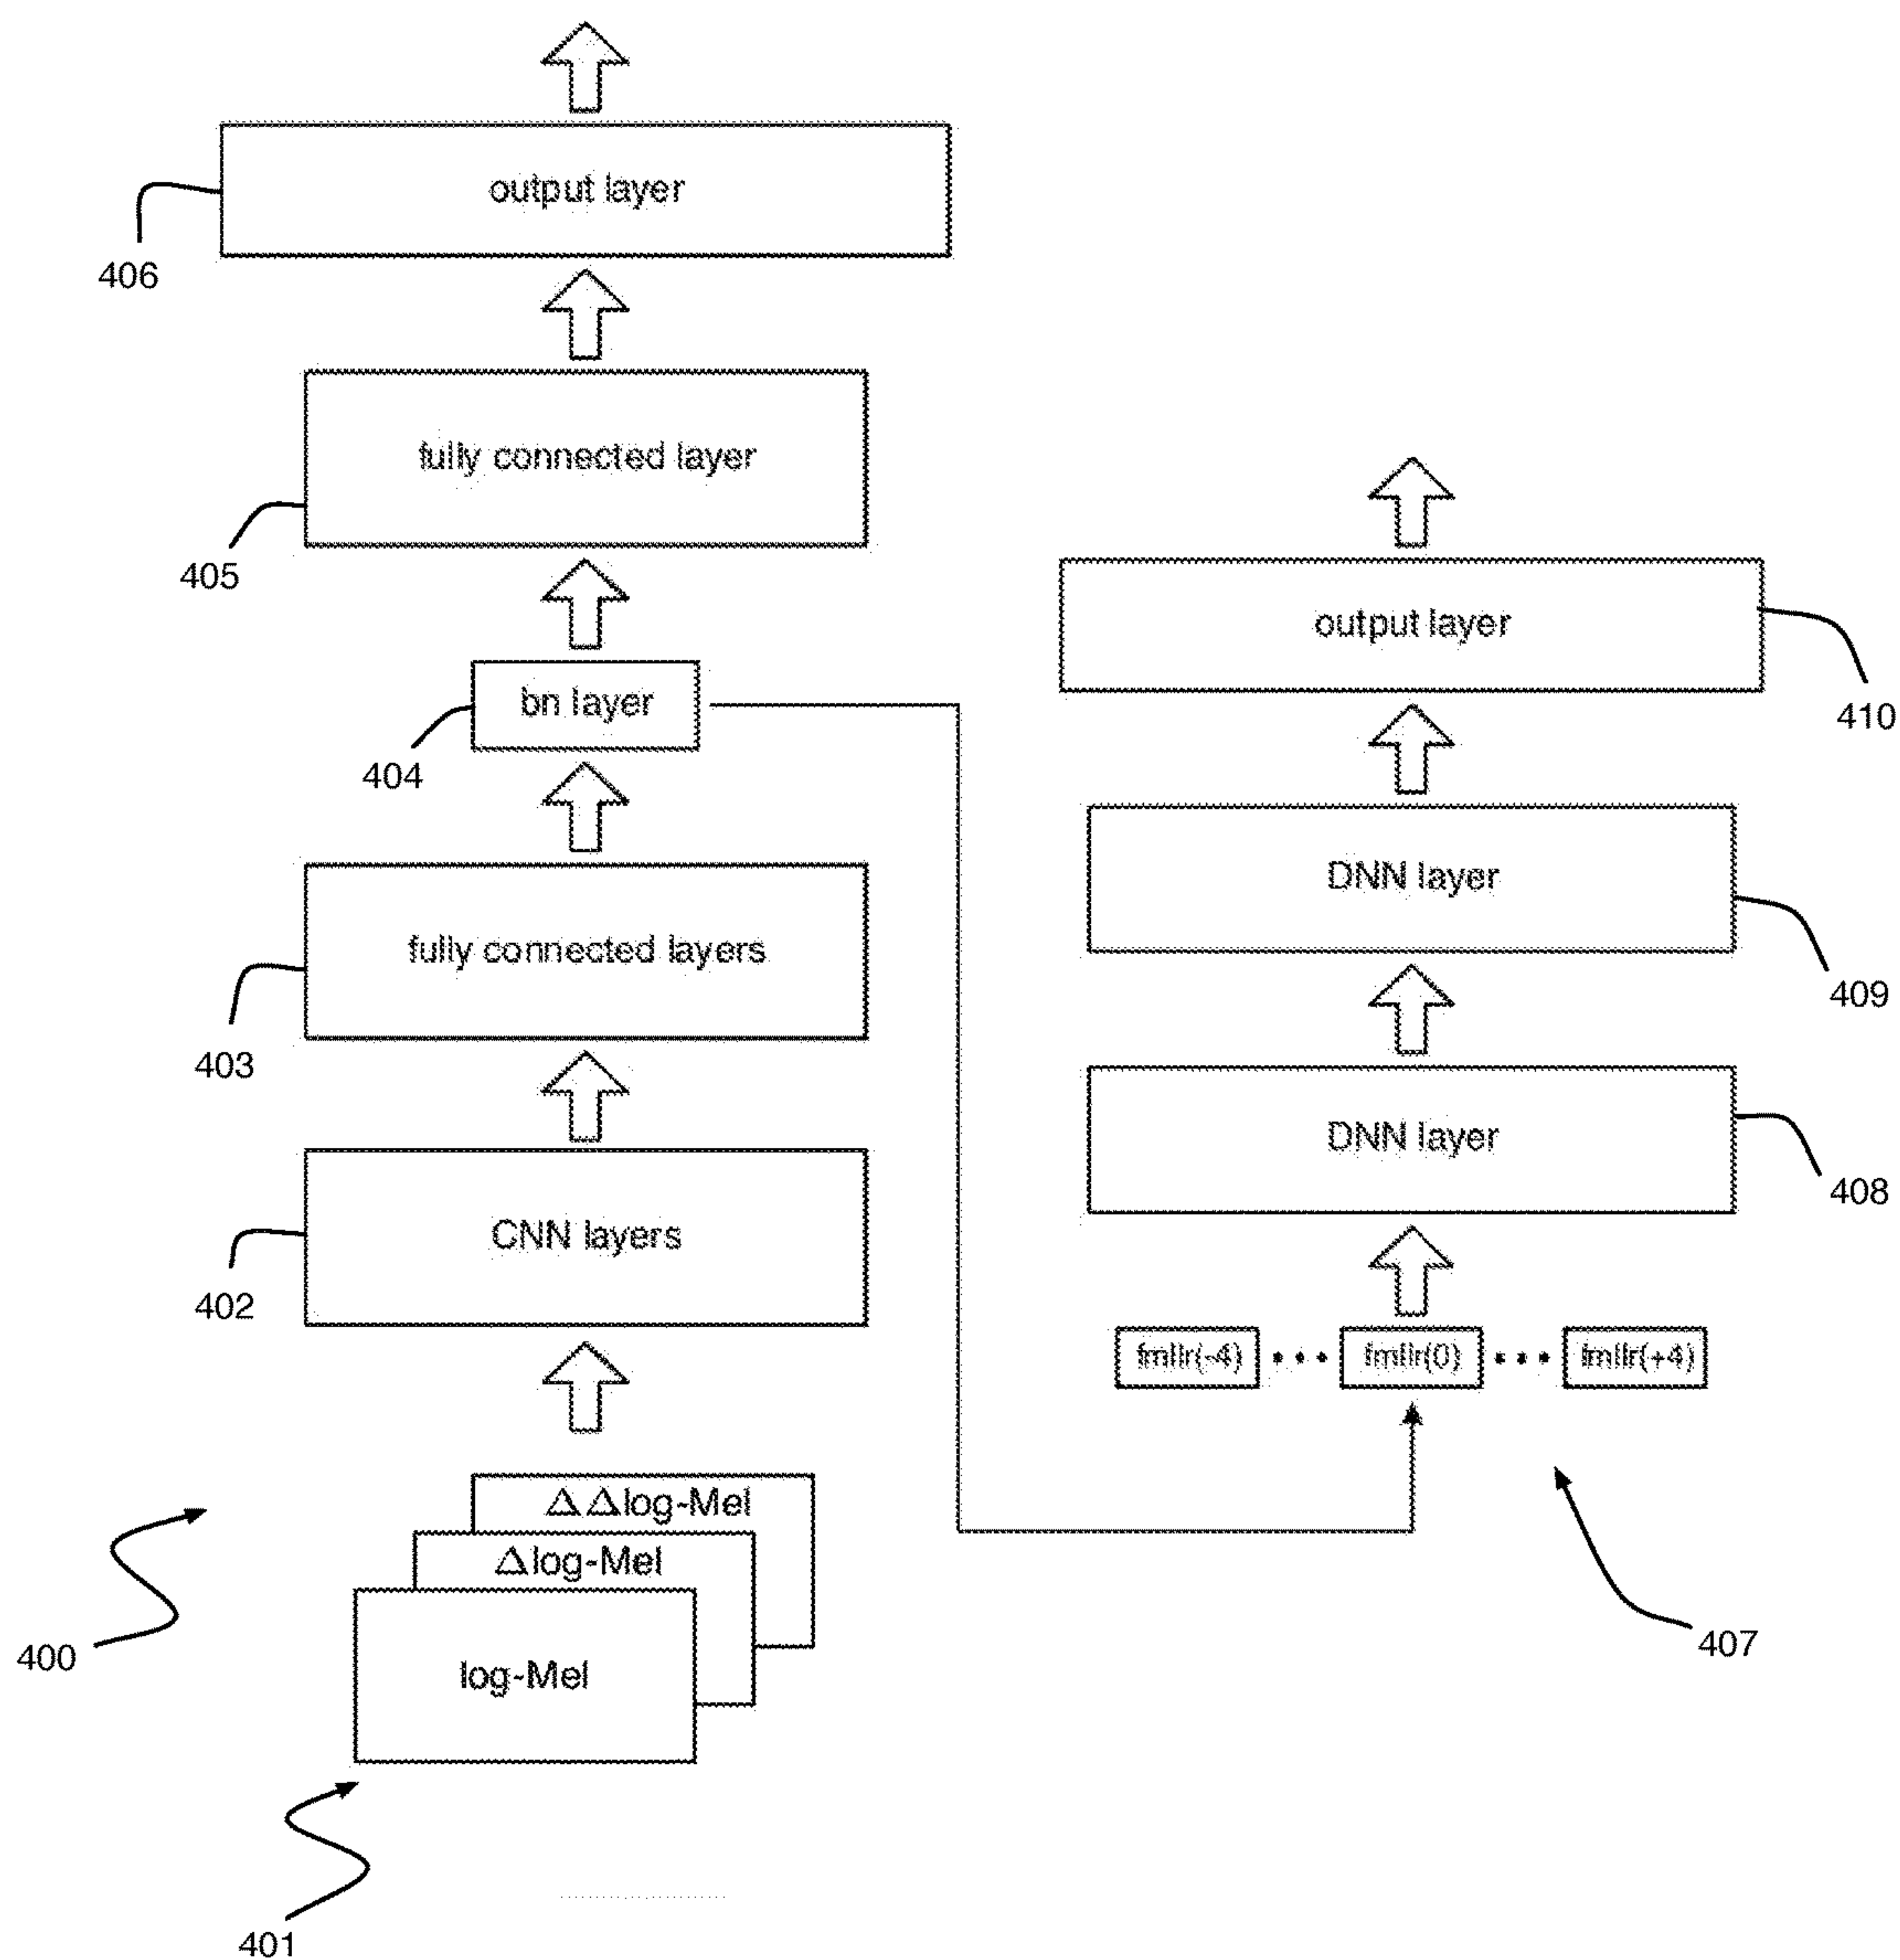 output layer
406
fully connected layer
405
bn layer
404
fully connected layers
403
CNN layers
402
ΔΔlog-Mel
Δlog-Mel
log-Mel
400
401
output layer
410
DNN layer
409
DNN layer
408
fmllr(-4) ••• fmllr(0) ••• fmllr(+4)
407